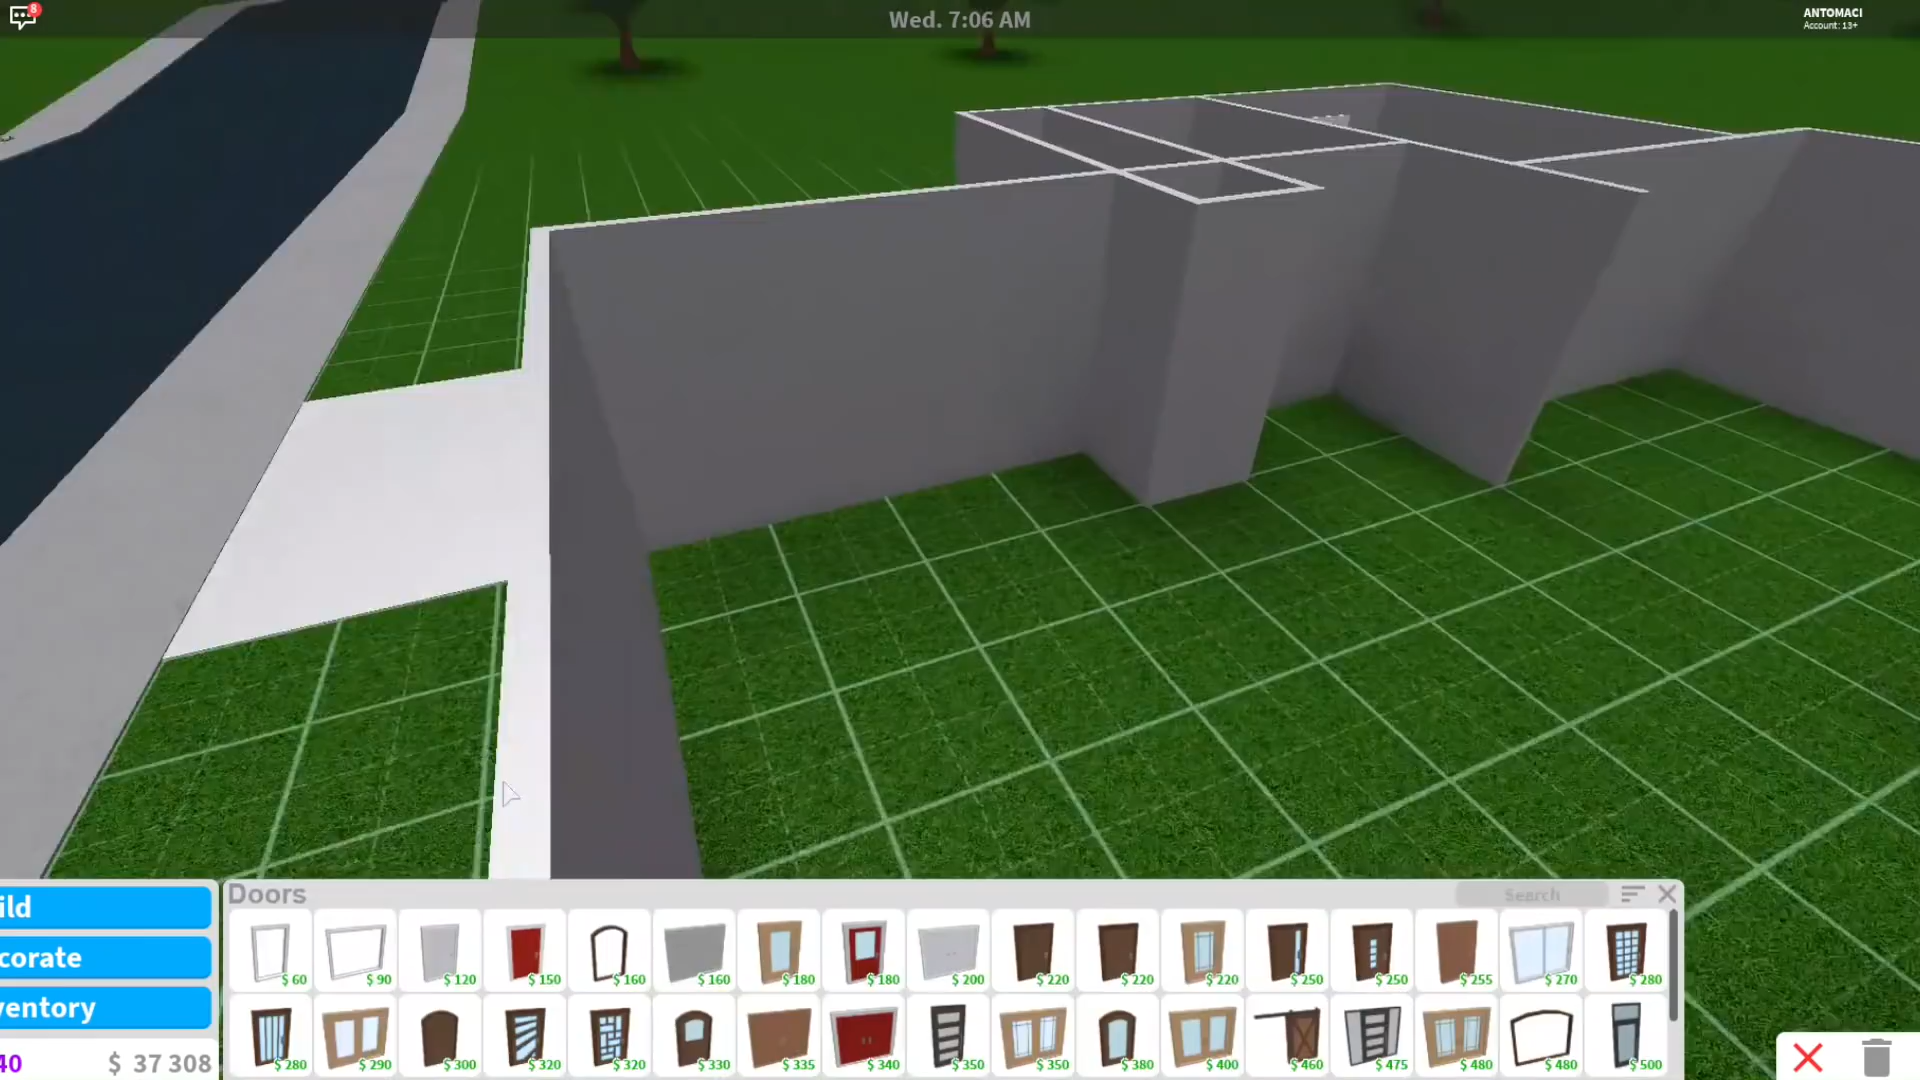 8
Wed. 7:06 AM
ANTOMACI
Account: 13+
ild
corate
ventory
40
$ 37 308
Doors
Search
$ 60 $ 90 $ 120 $ 150 $ 160 $ 160 $ 180 $ 180 $ 200 $ 220 $ 220 $ 220 $ 250 $ 250 $ 255 $ 270 $ 280
$ 280 $ 290 $ 300 $ 320 $ 320 $ 330 $ 335 $ 340 $ 350 $ 350 $ 380 $ 400 $ 460 $ 475 $ 480 $ 480 $ 500